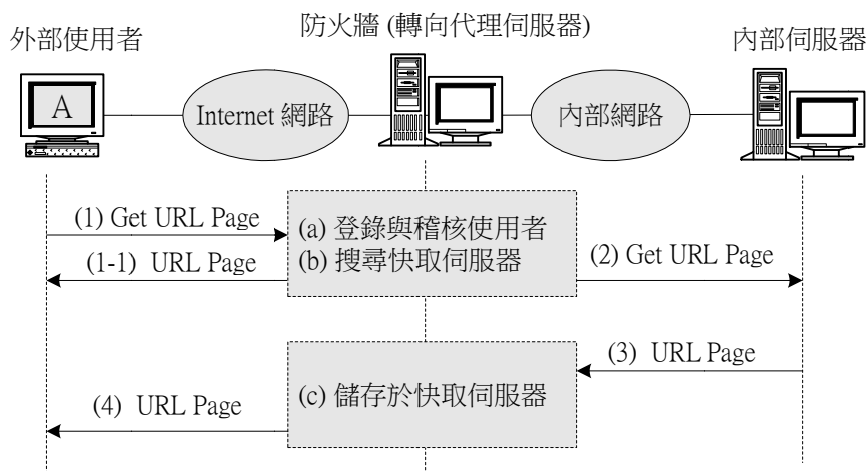 防火牆 (轉向代理伺服器)
外部使用者
內部伺服器
A
Internet 網路
內部網路
(1) Get URL Page
(a) 登錄與稽核使用者
(b) 搜尋快取伺服器
(1-1) URL Page
(2) Get URL Page
(3) URL Page
(c) 儲存於快取伺服器
(4) URL Page